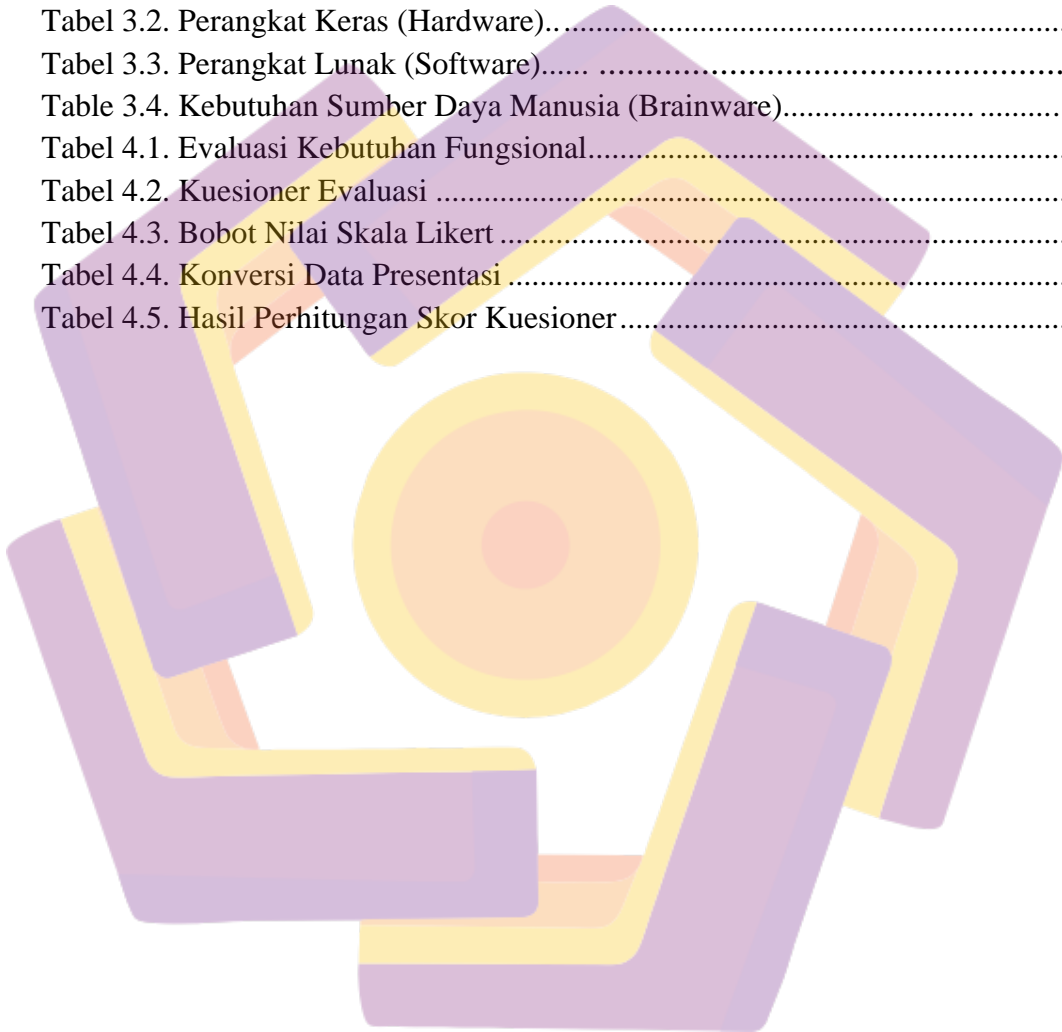 Tabel 3.2. Perangkat Keras (Hardware)..........................................................................
Tabel 3.3. Perangkat Lunak (Software)...... ..................................................................
Table 3.4. Kebutuhan Sumber Daya Manusia (Brainware)....................... ..........
Tabel 4.1. Evaluasi Kebutuhan Fungsional..................................................................
Tabel 4.2. Kuesioner Evaluasi ......................................................................................
Tabel 4.3. Bobot Nilai Skala Likert ..............................................................................
Tabel 4.4. Konversi Data Presentasi .............................................................................
Tabel 4.5. Hasil Perhitungan Skor Kuesioner..............................................................